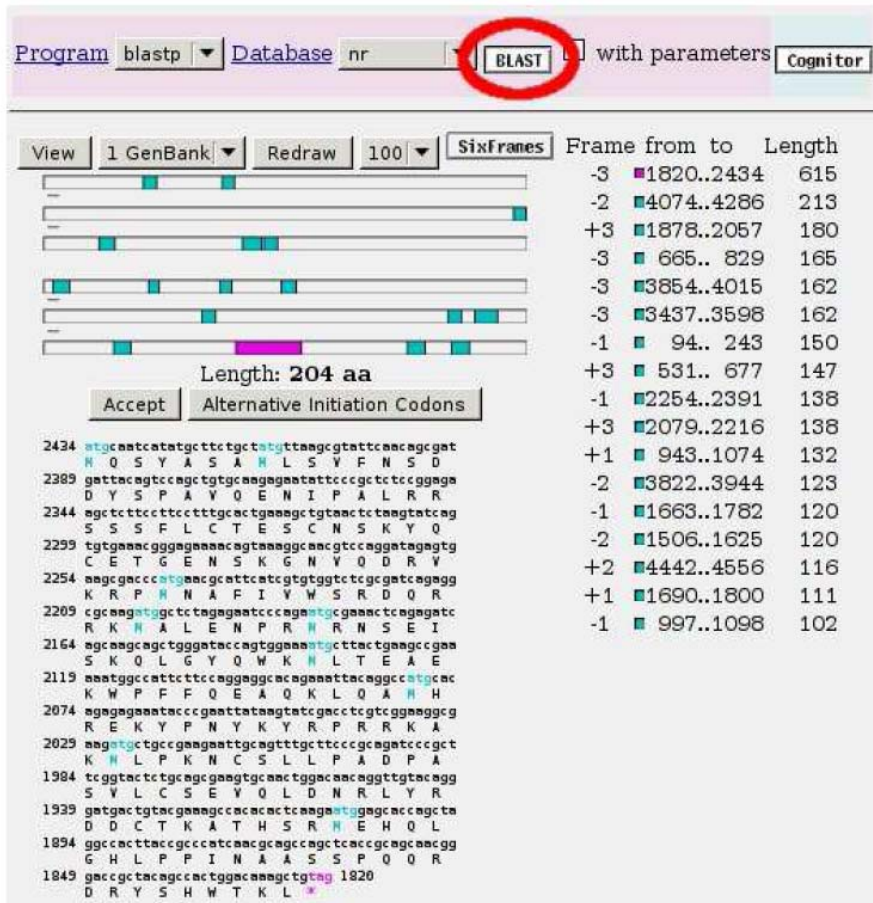 Program blastp Database nr BLAST with parameters Cognitor
View 1 GenBank Redraw 100 SixFrames Frame from to Length
-3 1820..2434 615
-2 4074..4286 213
+3 1878..2057 180
-3 665.. 829 165
-3 3854..4015 162
-3 3437..3598 162
-1 94.. 243 150
+3 531.. 677 147
-1 2254..2391 138
+3 2079..2216 138
+1 943..1074 132
-2 3822..3944 123
-1 1663..1782 120
-2 1506..1625 120
+2 4442..4556 116
+1 1690..1800 111
-1 997..1098 102
Length: 204 aa
Accept Alternative Initiation Codons
2434 atgcaatcatatgcttctgctatgttaagcgtattcaacagcgat
M Q S Y A S A M L S V F N S D
2389 gattacagtccagctgtgcaagagaatattcccgctctccggaga
D Y S P A V Q E N I P A L R R
2344 agctcttccttcctttgcactgaaagctgtaactctaagtatcag
S S S F L C T E S C N S K Y Q
2299 tgtgaaacgggagaaaacagtaaaggcaacgtccaggatagagtg
C E T G E N S K G N V Q D R V
2254 aagcgacccatgaacgcattcatcgtgtggtctcgcgatcagagg
K R P M N A F I V W S R D Q R
2209 cgcaagatggctctagagaatcccagaatgcgaaactcagagatc
R K M A L E N P R M R N S E I
2164 agcaagcagctgggataccagtggaaaatgcttactgaagccgaa
S K Q L G Y Q W K M L T E A E
2119 aaatggccattcttccaggaggcacagaaattacaggccatgcac
K W P F F Q E A Q K L Q A M H
2074 agagagaaatacccgaattataagtatcgacctcgtcggaaggcg
R E K Y P N Y K Y R P R R K A
2029 aagatgctgccgaagaattgcagtttgcttcccgcagatcccgct
K M L P K N C S L L P A D P A
1984 tcggtactctgcagcgaagtgcaactggacaacaggttgtacagg
S V L C S E V Q L D N R L Y R
1939 gatgactgtacgaaagccacacactcaagaatggagcaccagcta
D D C T K A T H S R M E H Q L
1894 ggccacttaccgcccatcaacgcagccagctcaccgcagcaacgg
G H L P P I N A A S S P Q Q R
1849 gaccgctacagccactggacaaagctgtag 1820
D R Y S H W T K L *